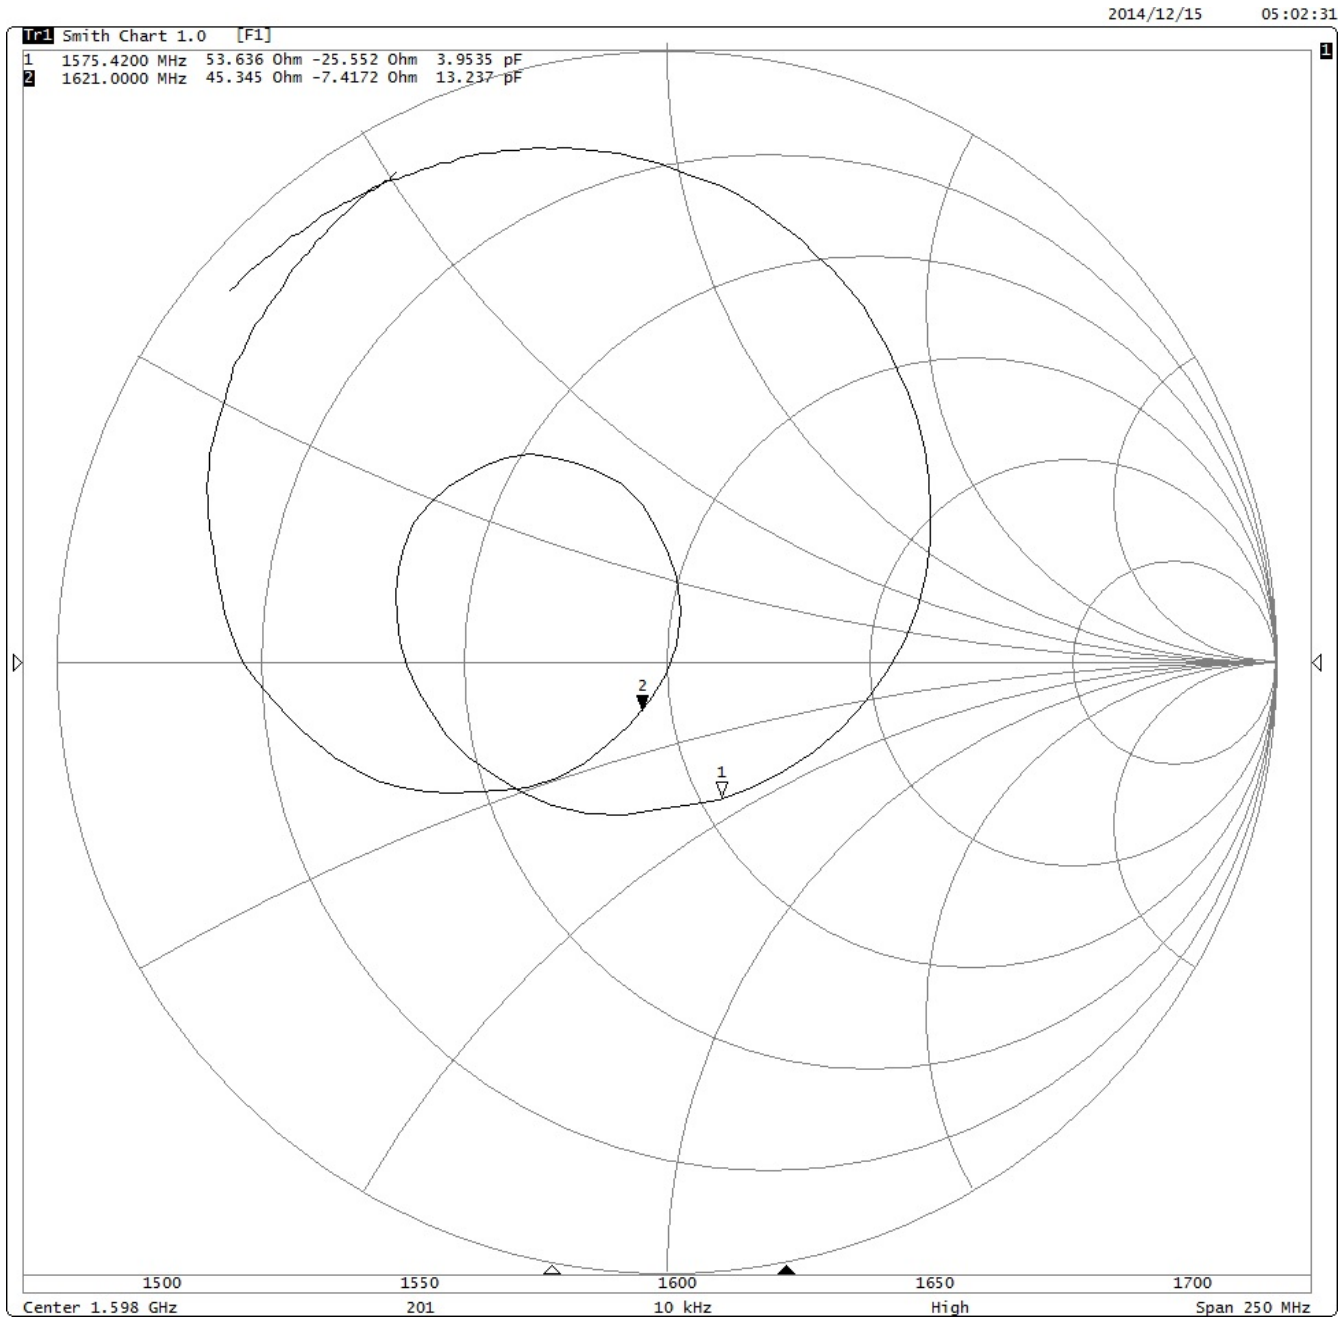 2014/12/15 05:02:31
Tr1 Smith Chart 1.0 [F1]
1 1575.4200 MHz 53.636 Ohm -25.552 Ohm 3.9535 pF
2 1621.0000 MHz 45.345 Ohm -7.4172 Ohm 13.237 pF
1
2
1
1500 1550 1600 1650 1700
Center 1.598 GHz 201 10 kHz High Span 250 MHz